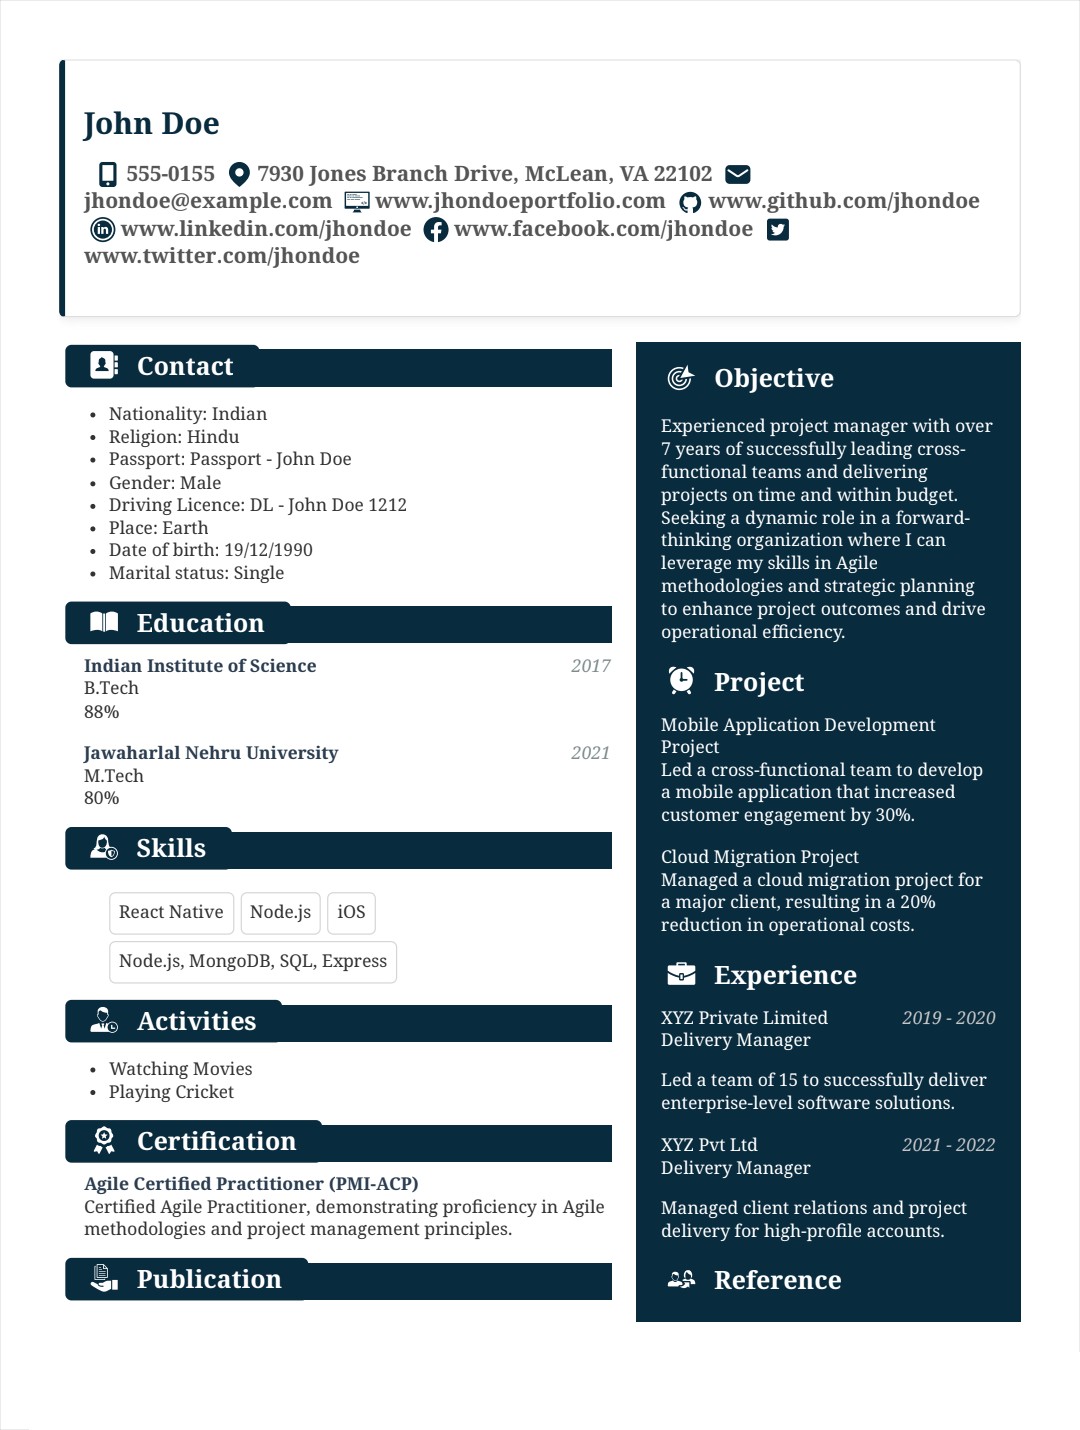 John Doe
555-0155 7930 Jones Branch Drive, McLean, VA 22102
jhondoe@example.com www.jhondoeportfolio.com www.github.com/jhondoe
www.linkedin.com/jhondoe www.facebook.com/jhondoe
www.twitter.com/jhondoe
Contact
• Nationality: Indian
• Religion: Hindu
• Passport: Passport - John Doe
• Gender: Male
• Driving Licence: DL - John Doe 1212
• Place: Earth
• Date of birth: 19/12/1990
• Marital status: Single
Education
Indian Institute of Science 2017
B.Tech
88%
Jawaharlal Nehru University 2021
M.Tech
80%
Skills
React Native Node.js iOS
Node.js, MongoDB, SQL, Express
Activities
• Watching Movies
• Playing Cricket
Certification
Agile Certified Practitioner (PMI-ACP)
Certified Agile Practitioner, demonstrating proficiency in Agile
methodologies and project management principles.
Publication
Objective
Experienced project manager with over
7 years of successfully leading cross-
functional teams and delivering
projects on time and within budget.
Seeking a dynamic role in a forward-
thinking organization where I can
leverage my skills in Agile
methodologies and strategic planning
to enhance project outcomes and drive
operational efficiency.
Project
Mobile Application Development
Project
Led a cross-functional team to develop
a mobile application that increased
customer engagement by 30%.
Cloud Migration Project
Managed a cloud migration project for
a major client, resulting in a 20%
reduction in operational costs.
Experience
XYZ Private Limited 2019 - 2020
Delivery Manager
Led a team of 15 to successfully deliver
enterprise-level software solutions.
XYZ Pvt Ltd 2021 - 2022
Delivery Manager
Managed client relations and project
delivery for high-profile accounts.
Reference